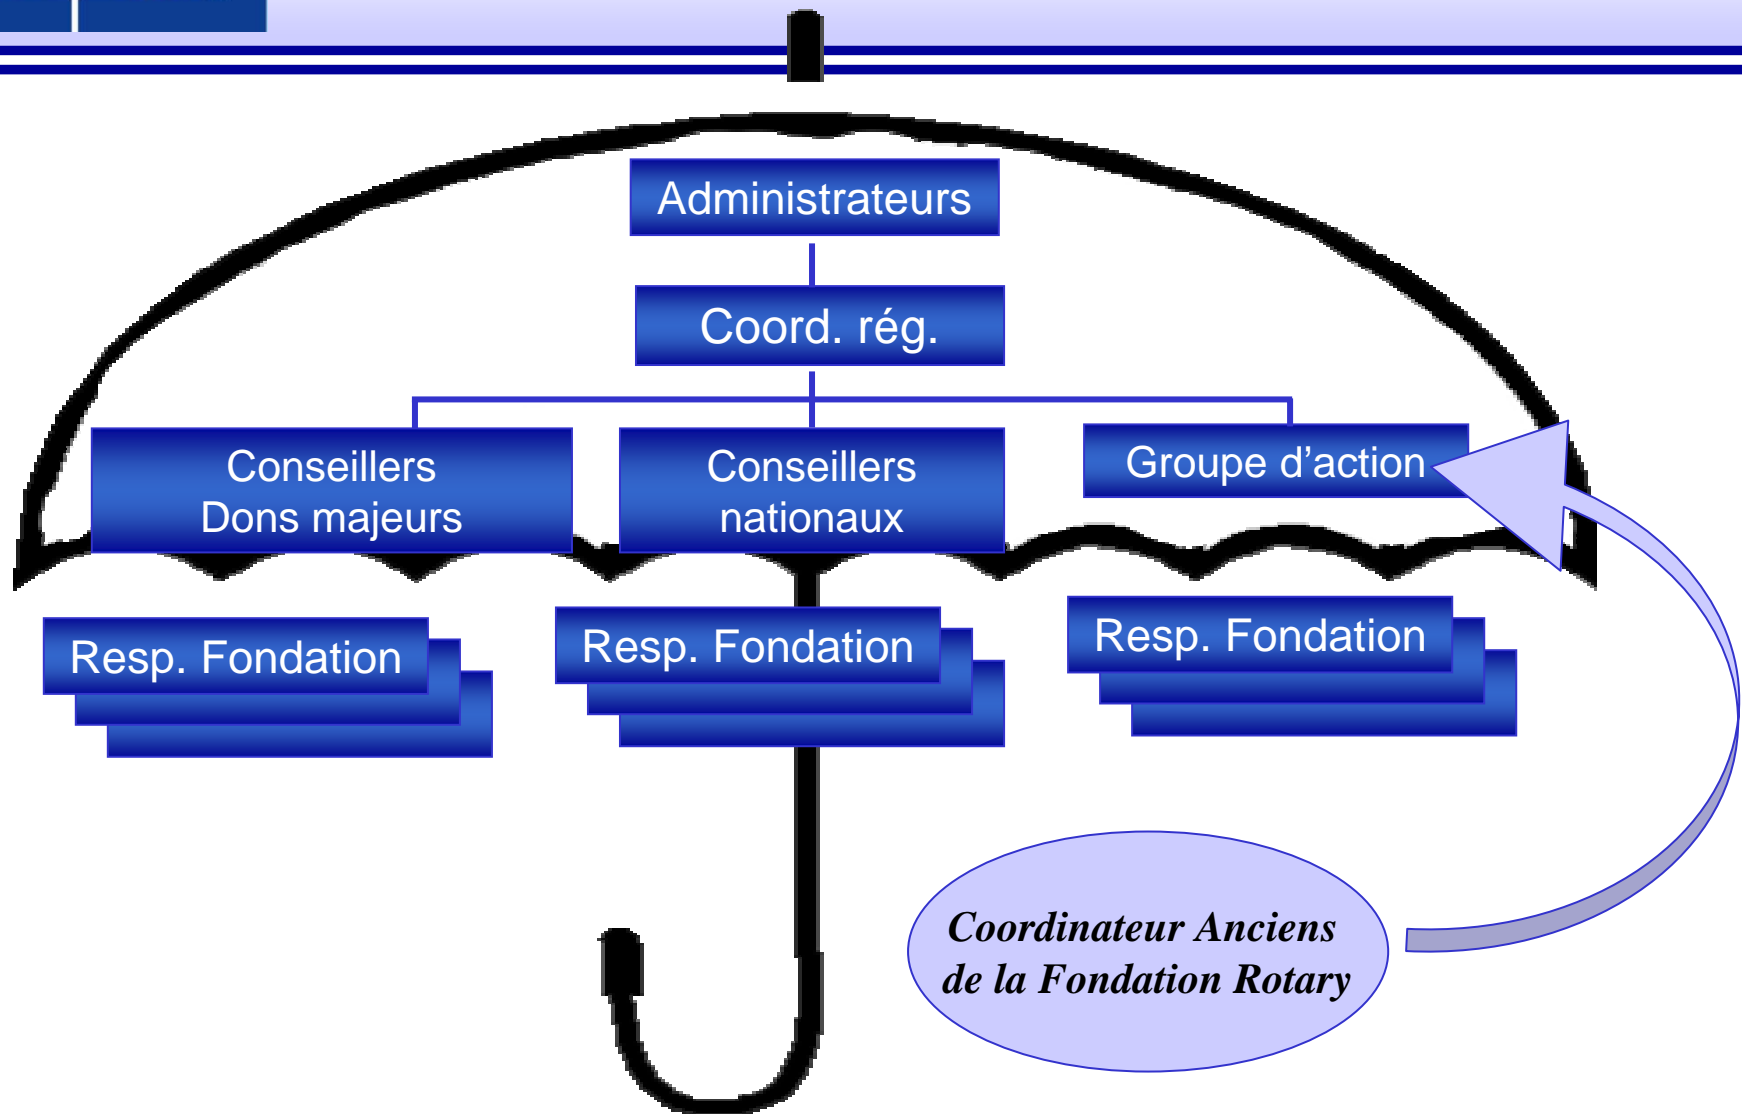 Administrateurs
Coord. rég.
Conseillers
Dons majeurs
Conseillers
nationaux
Groupe d’action
Resp. Fondation
Resp. Fondation
Resp. Fondation
Coordinateur Anciens
de la Fondation Rotary